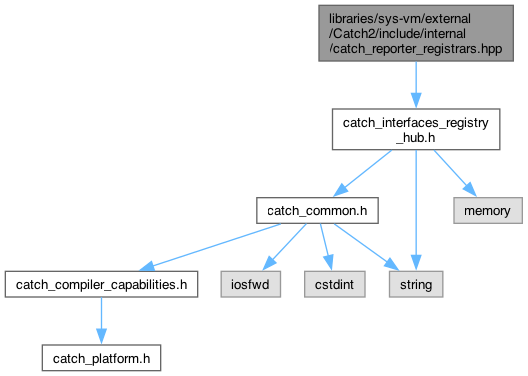 libraries/sys-vm/external
/Catch2/include/internal
/catch_reporter_registrars.hpp
catch_interfaces_registry
_hub.h
catch_common.h
memory
catch_compiler_capabilities.h
iosfwd
cstdint
string
catch_platform.h